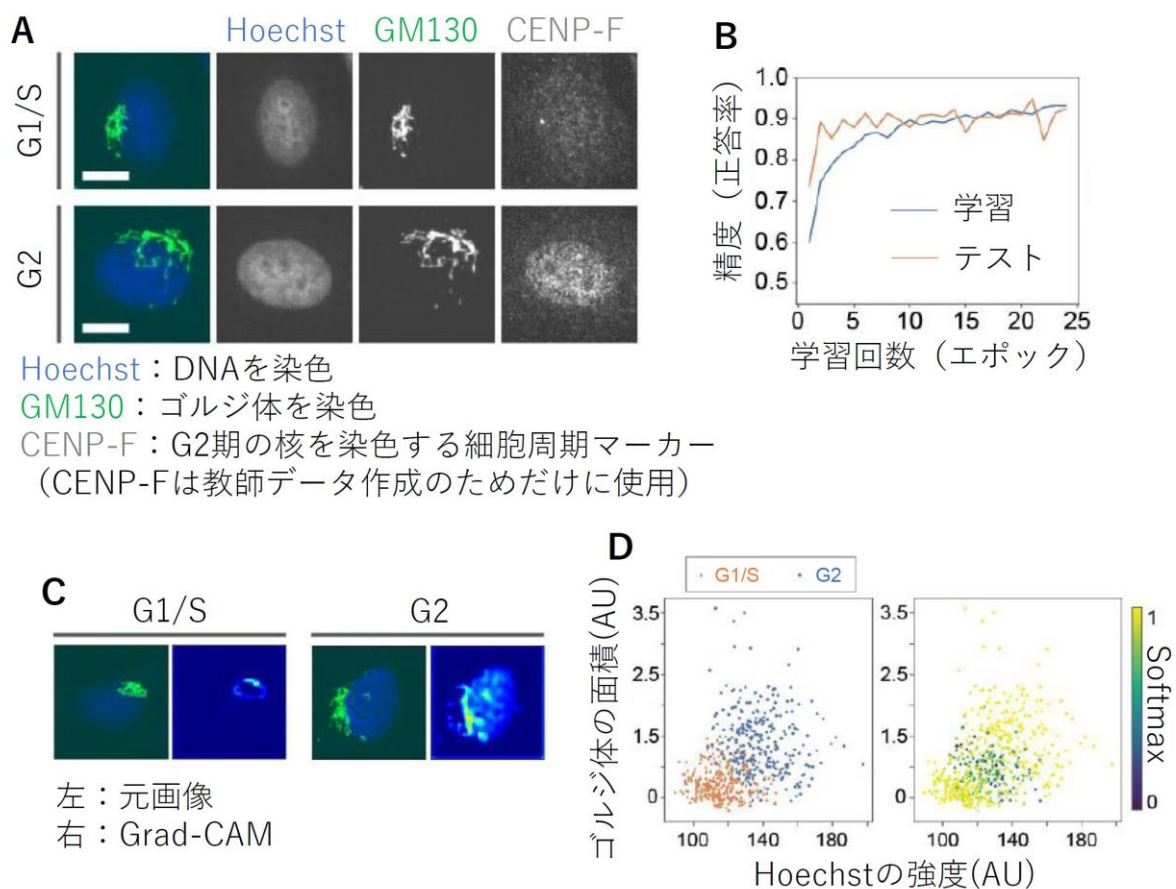 A
Hoechst GM130 CENP-F
G1/S
G2
Hoechst：DNAを染色
GM130：ゴルジ体を染色
CENP-F：G2期の核を染色する細胞周期マーカー
（CENP-Fは教師データ作成のためだけに使用）
B
精度（正答率）
1.0
0.9
0.8
0.7
0.6
0.5
学習
テスト
0 5 10 15 20 25
学習回数（エポック）
C
G1/S G2
左：元画像
右：Grad-CAM
D
G1/S G2
ゴルジ体の面積(AU)
3.5 3.5
2.5 2.5
1.5 1.5
0 0
100 140 180 100 140 180
Hoechstの強度(AU)
1
Softmax
0